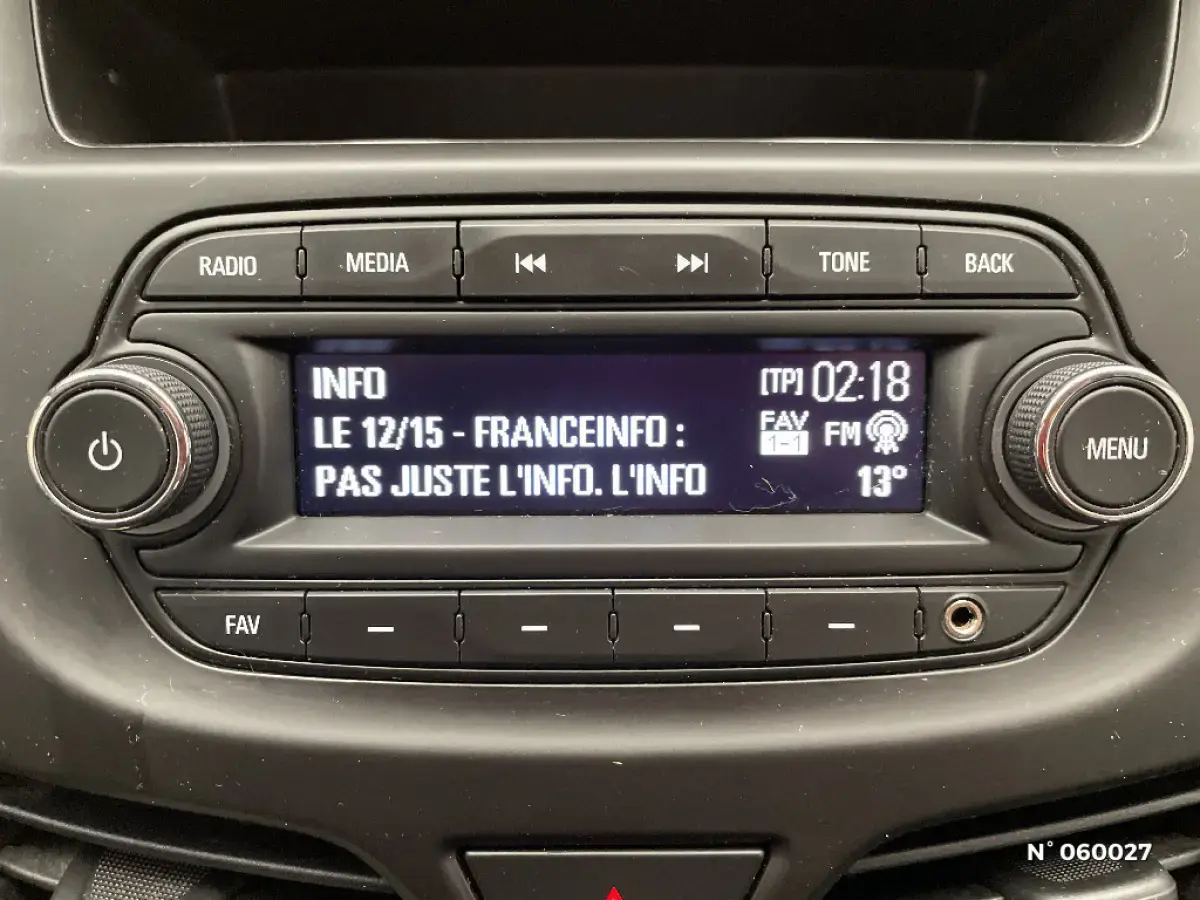 RADIO MEDIA TONE BACK
INFO [TP] 02:18
LE 12/15 - FRANCEINFO : FAV 1-1 FM
PAS JUSTE L'INFO. L'INFO 13°
MENU
FAV
N° 060027